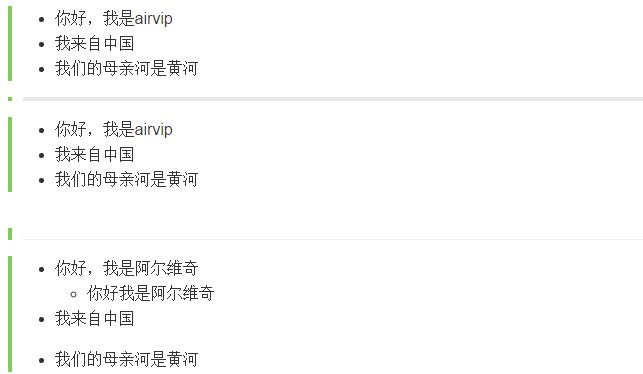 你好，我是airvip
我来自中国
我们的母亲河是黄河
你好，我是airvip
我来自中国
我们的母亲河是黄河
你好，我是阿尔维奇
你好我是阿尔维奇
我来自中国
我们的母亲河是黄河